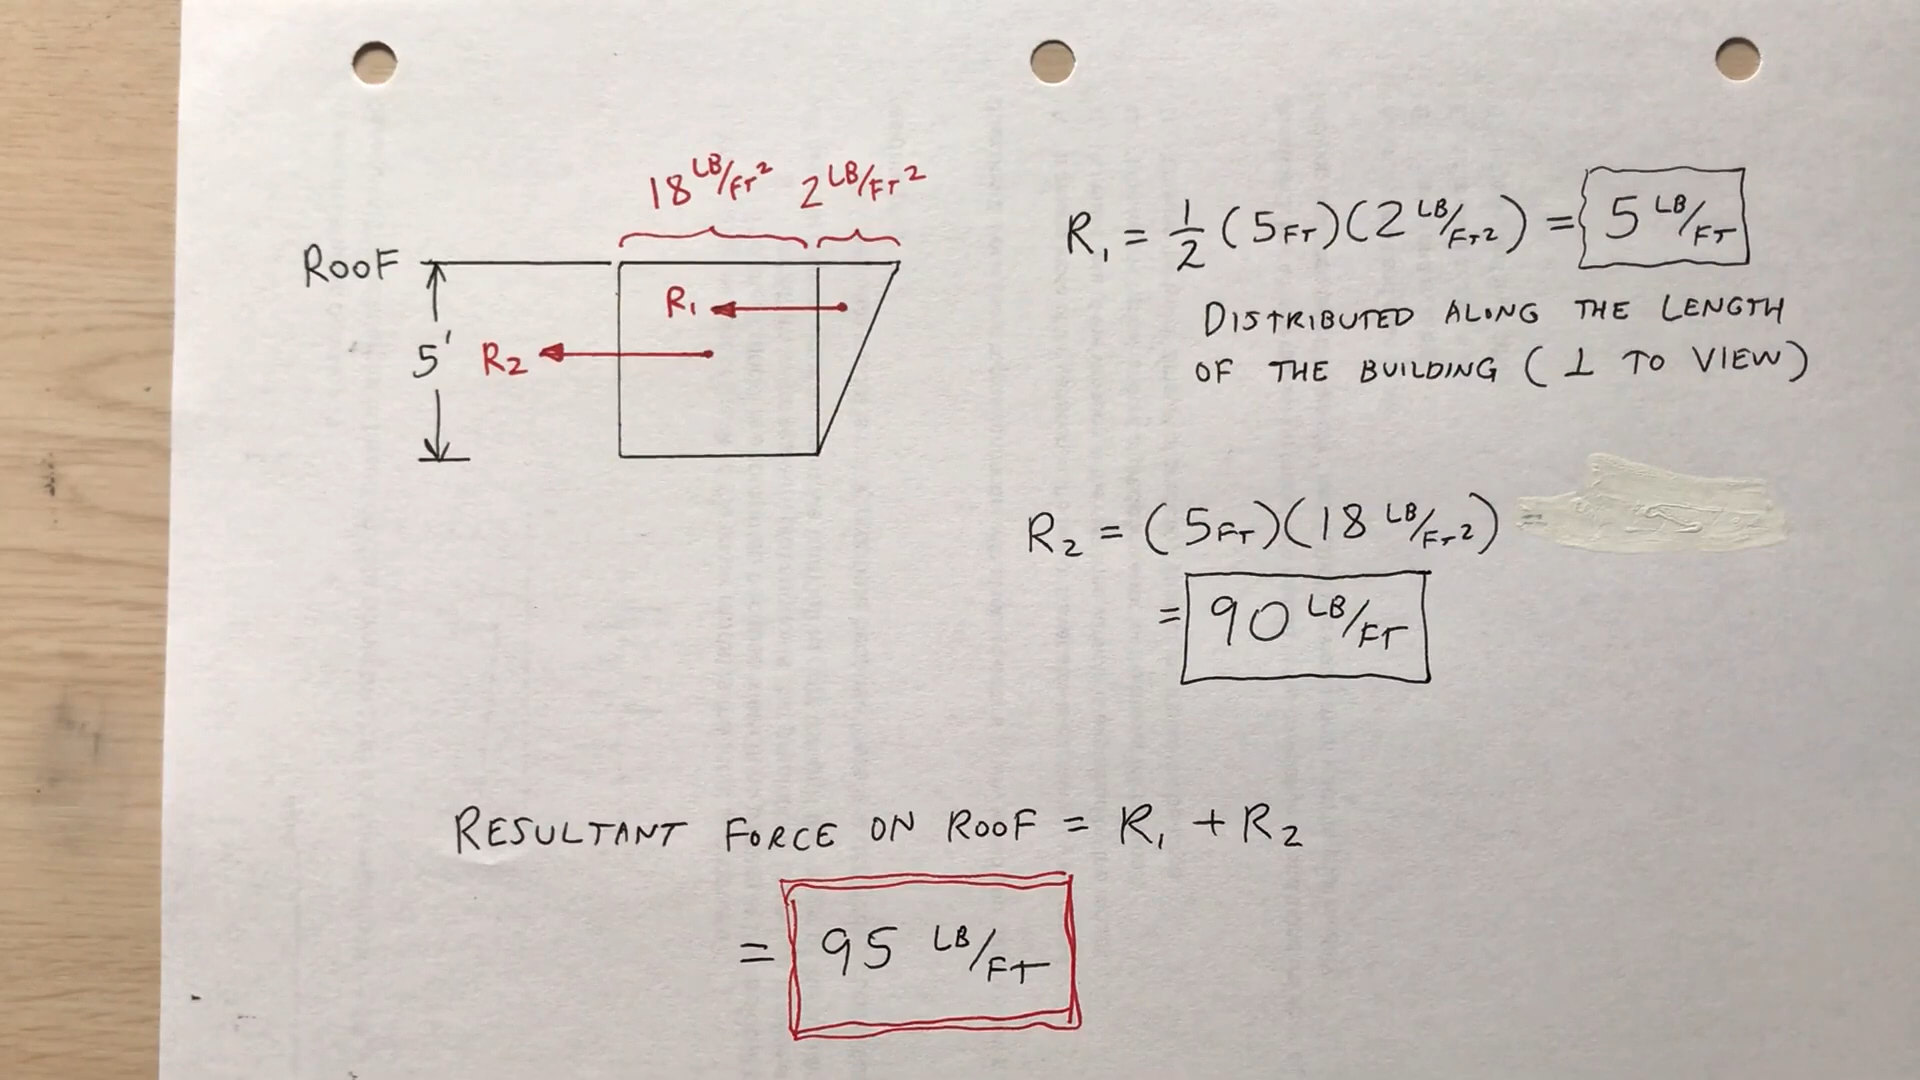 18 LB/FT² 2 LB/FT²
ROOF
5'
R₁
R₂
R₁ = 1/2 (5FT)(2 LB/FT2) = 5 LB/FT
DISTRIBUTED ALONG THE LENGTH
OF THE BUILDING (⊥ TO VIEW)
R₂ = (5FT)(18 LB/FT2)
= 90 LB/FT
RESULTANT FORCE ON ROOF = R₁ + R₂
= 95 LB/FT